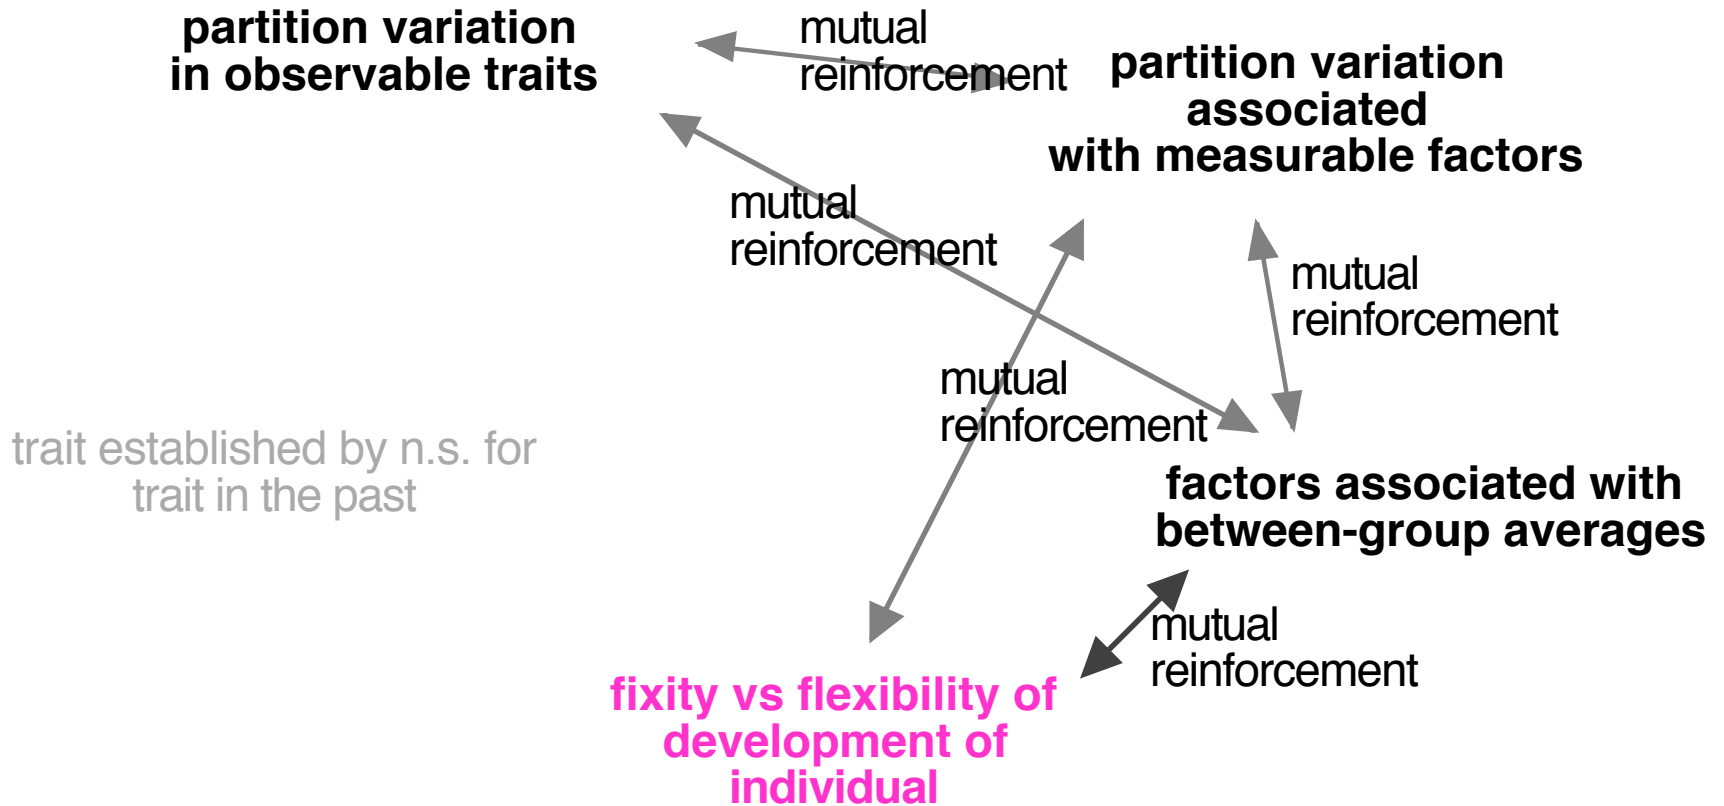 partition variation
in observable traits
mutual
reinforcement
partition variation
associated
with measurable factors
mutual
reinforcement
mutual
reinforcement
mutual
reinforcement
trait established by n.s. for
trait in the past
factors associated with
between-group averages
mutual
reinforcement
fixity vs flexibility of
development of
individual